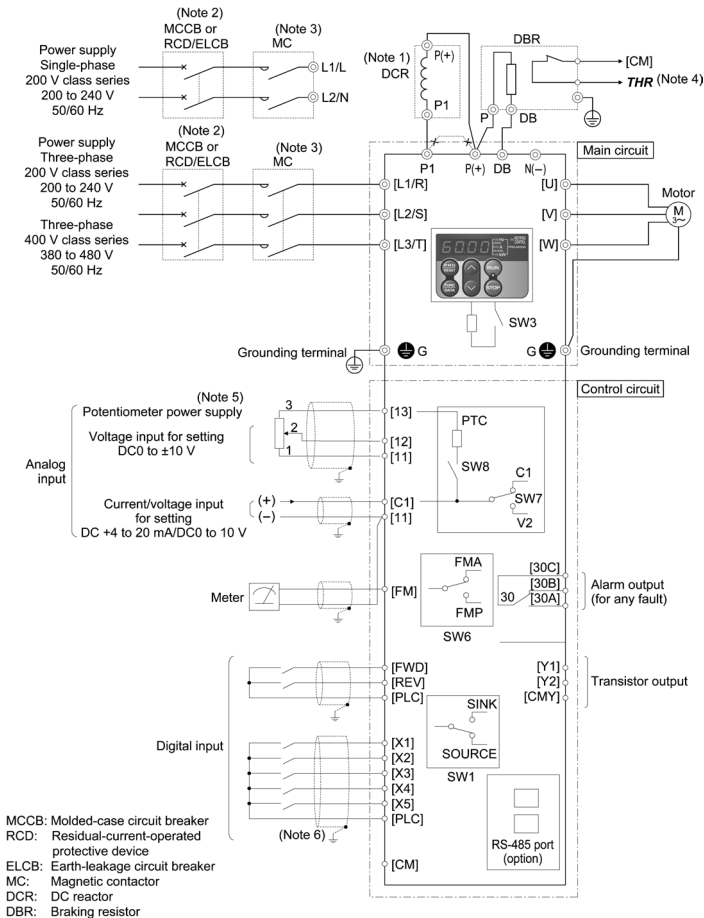 (Note 2)
MCCB or
RCD/ELCB
(Note 3)
MC
Power supply
Single-phase
200 V class series
200 to 240 V
50/60 Hz
L1/L
L2/N
(Note 1)
DCR
P(+)
P1
DBR
[CM]
THR (Note 4)
P
DB
(Note 2)
MCCB or
RCD/ELCB
(Note 3)
MC
Power supply
Three-phase
200 V class series
200 to 240 V
50/60 Hz
Three-phase
400 V class series
380 to 480 V
50/60 Hz
Main circuit
P1
P(+)
DB
N(−)
[L1/R]
[L2/S]
[L3/T]
[U]
[V]
[W]
Motor
M
3~
60.00
RUN
STOP
SW3
Grounding terminal
G
G
Grounding terminal
Control circuit
(Note 5)
Potentiometer power supply
Voltage input for setting
DC0 to ±10 V
3
2
1
[13]
[12]
[11]
Analog
input
Current/voltage input
for setting
DC +4 to 20 mA/DC0 to 10 V
(+)
(−)
[C1]
[11]
PTC
SW8
C1
SW7
V2
Meter
[FM]
FMA
FMP
SW6
[30C]
[30B]
[30A]
30
Alarm output
(for any fault)
[FWD]
[REV]
[PLC]
[Y1]
[Y2]
[CMY]
Transistor output
Digital input
SINK
SOURCE
SW1
[X1]
[X2]
[X3]
[X4]
[X5]
[PLC]
(Note 6)
[CM]
RS-485 port
(option)
MCCB: Molded-case circuit breaker
RCD: Residual-current-operated
protective device
ELCB: Earth-leakage circuit breaker
MC: Magnetic contactor
DCR: DC reactor
DBR: Braking resistor